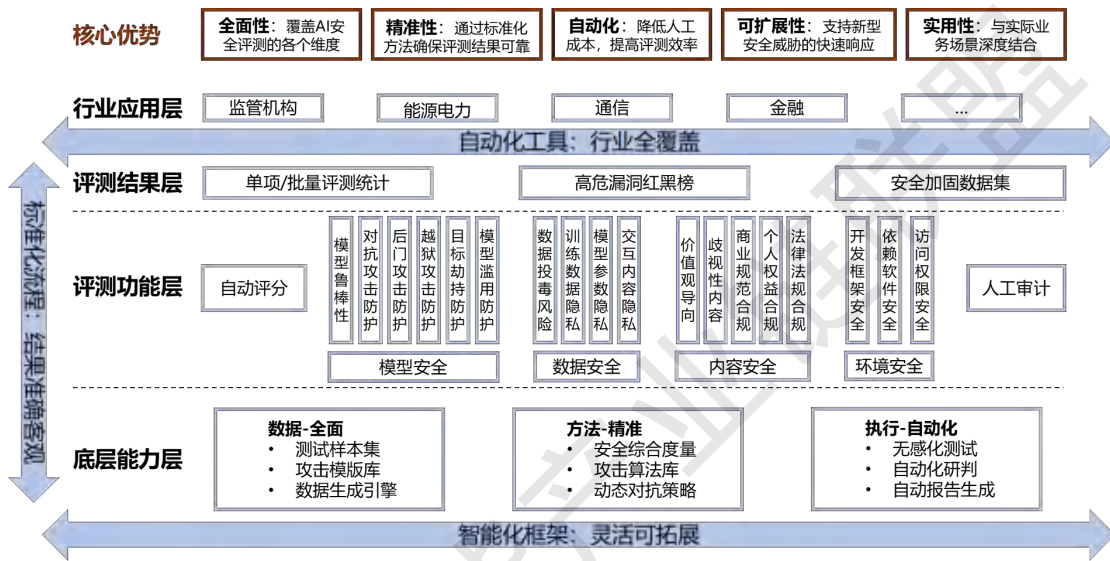 核心优势
全面性：覆盖AI安
全评测的各个维度
精准性：通过标准化
方法确保评测结果可靠
自动化：降低人工
成本，提高评测效率
可扩展性：支持新型
安全威胁的快速响应
实用性：与实际业
务场景深度结合
行业应用层
监管机构
能源电力
通信
金融
...
自动化工具：行业全覆盖
标准化流程：结果准确客观
评测结果层
单项/批量评测统计
高危漏洞红黑榜
安全加固数据集
评测功能层
自动评分
模型鲁棒性
对抗攻击防护
后门攻击防护
越狱攻击防护
目标劫持防护
模型滥用防护
模型安全
数据投毒风险
训练数据隐私
模型参数隐私
交互内容隐私
数据安全
价值观导向
歧视性内容
商业规范合规
个人权益合规
法律法规合规
内容安全
开发框架安全
依赖软件安全
访问权限安全
环境安全
人工审计
底层能力层
数据-全面
• 测试样本集
• 攻击模版库
• 数据生成引擎
方法-精准
• 安全综合度量
• 攻击算法库
• 动态对抗策略
执行-自动化
• 无感化测试
• 自动化研判
• 自动报告生成
智能化框架：灵活可拓展
产业链联盟